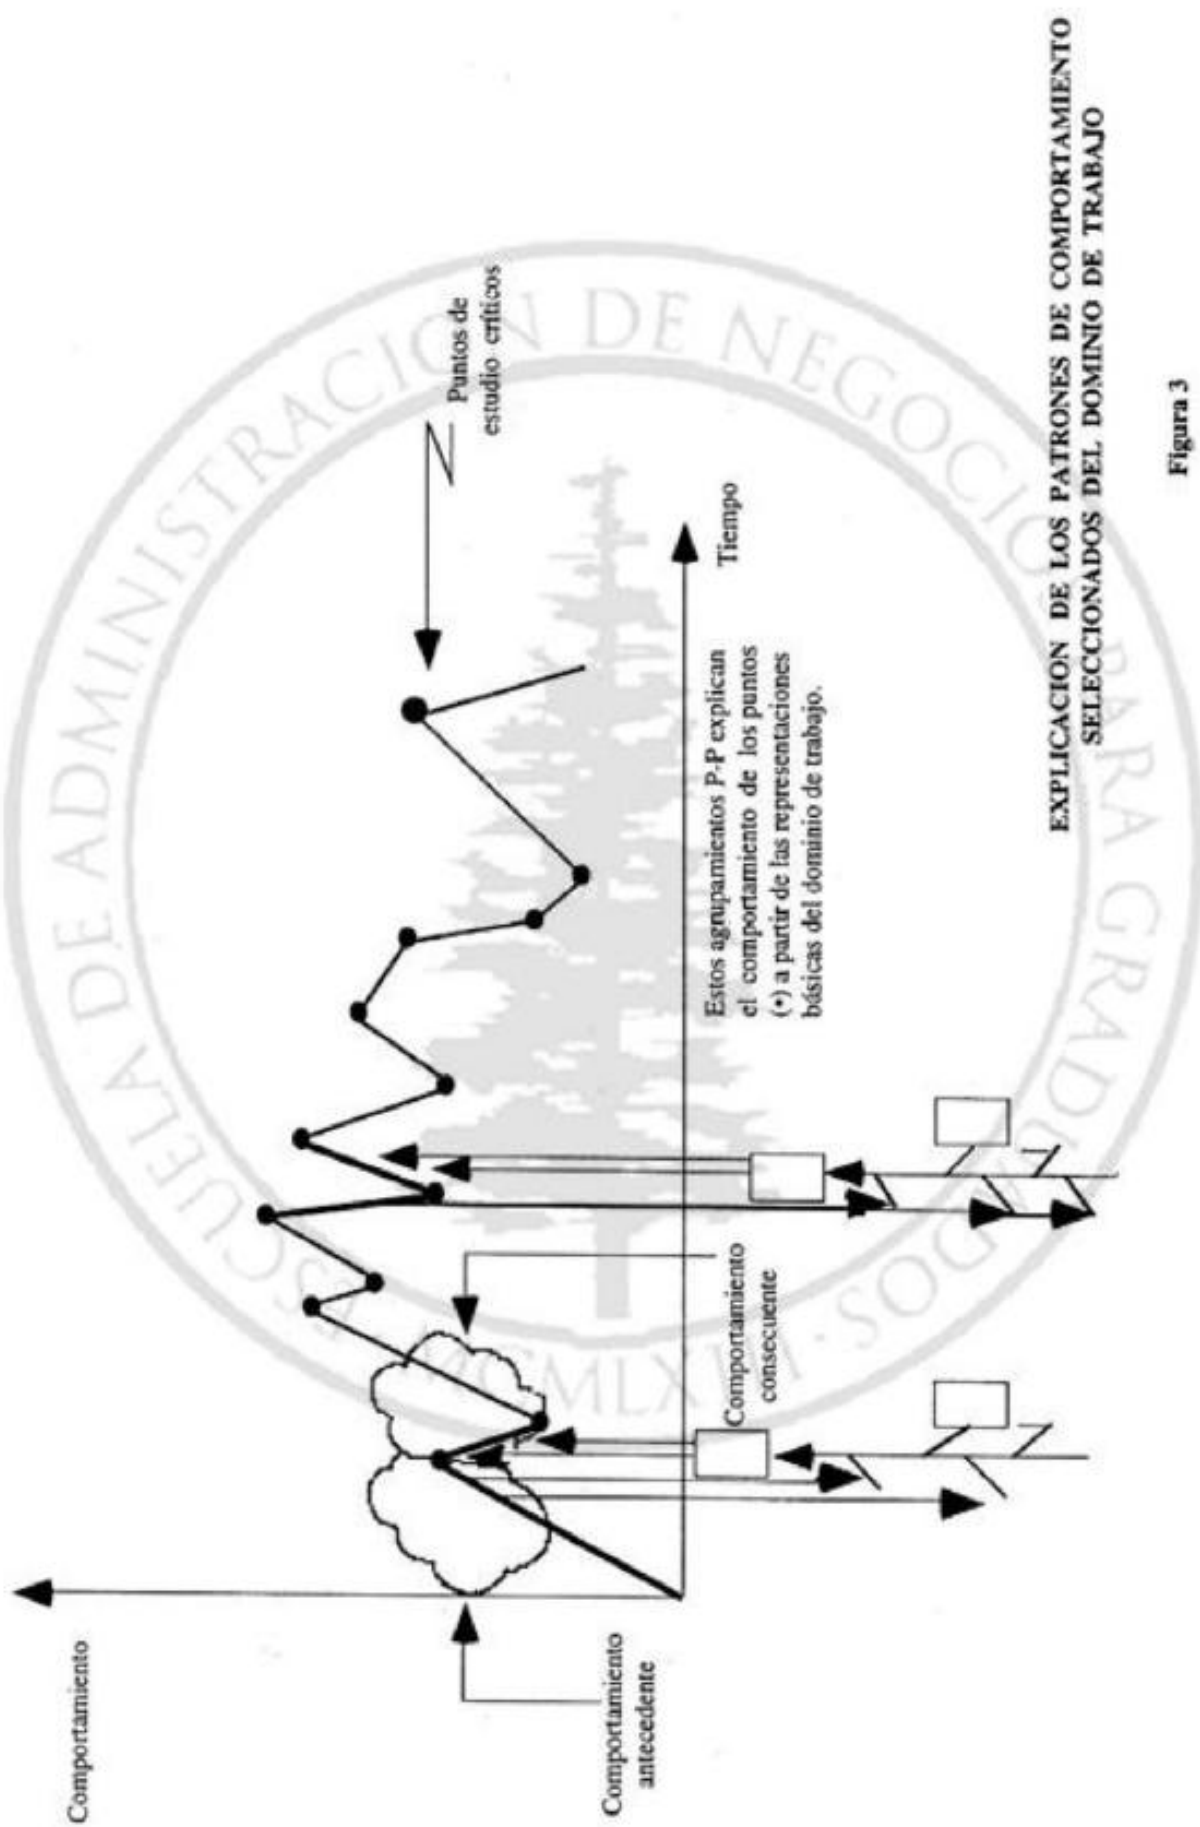 Comportamiento
Puntos de
estudio críticos
Comportamiento
antecedente
Comportamiento
consecuente
Tiempo
Estos agrupamientos P-P explican
el comportamiento de los puntos
(•) a partir de las representaciones
básicas del dominio de trabajo.
EXPLICACION DE LOS PATRONES DE COMPORTAMIENTO
SELECCIONADOS DEL DOMINIO DE TRABAJO
Figura 3
ESCUELA DE ADMINISTRACION DE NEGOCIOS PARA GRADUADOS